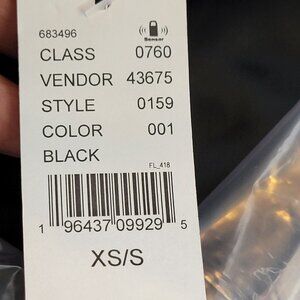 683496
Sensor
CLASS 0760
VENDOR 43675
STYLE 0159
COLOR 001
BLACK
FL_418
1 96437 09929 5
XS/S